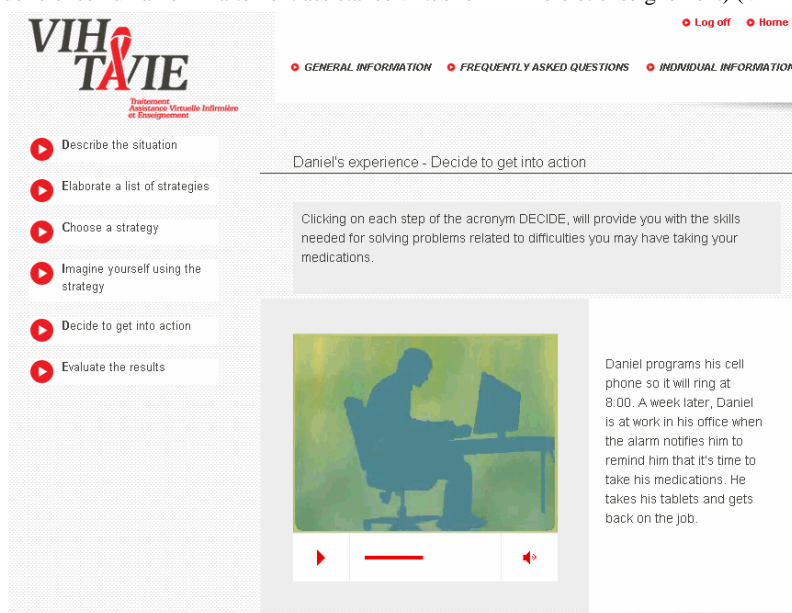 Log off Home
VIH
TAVIE
Traitement
Assistance Virtuelle Infirmière
et Enseignement
GENERAL INFORMATION FREQUENTLY ASKED QUESTIONS INDIVIDUAL INFORMATION
Describe the situation
Elaborate a list of strategies
Choose a strategy
Imagine yourself using the
strategy
Decide to get into action
Evaluate the results
Daniel's experience - Decide to get into action
Clicking on each step of the acronym DECIDE, will provide you with the skills
needed for solving problems related to difficulties you may have taking your
medications.
Daniel programs his cell
phone so it will ring at
8:00. A week later, Daniel
is at work in his office when
the alarm notifies him to
remind him that it's time to
take his medications. He
takes his tablets and gets
back on the job.